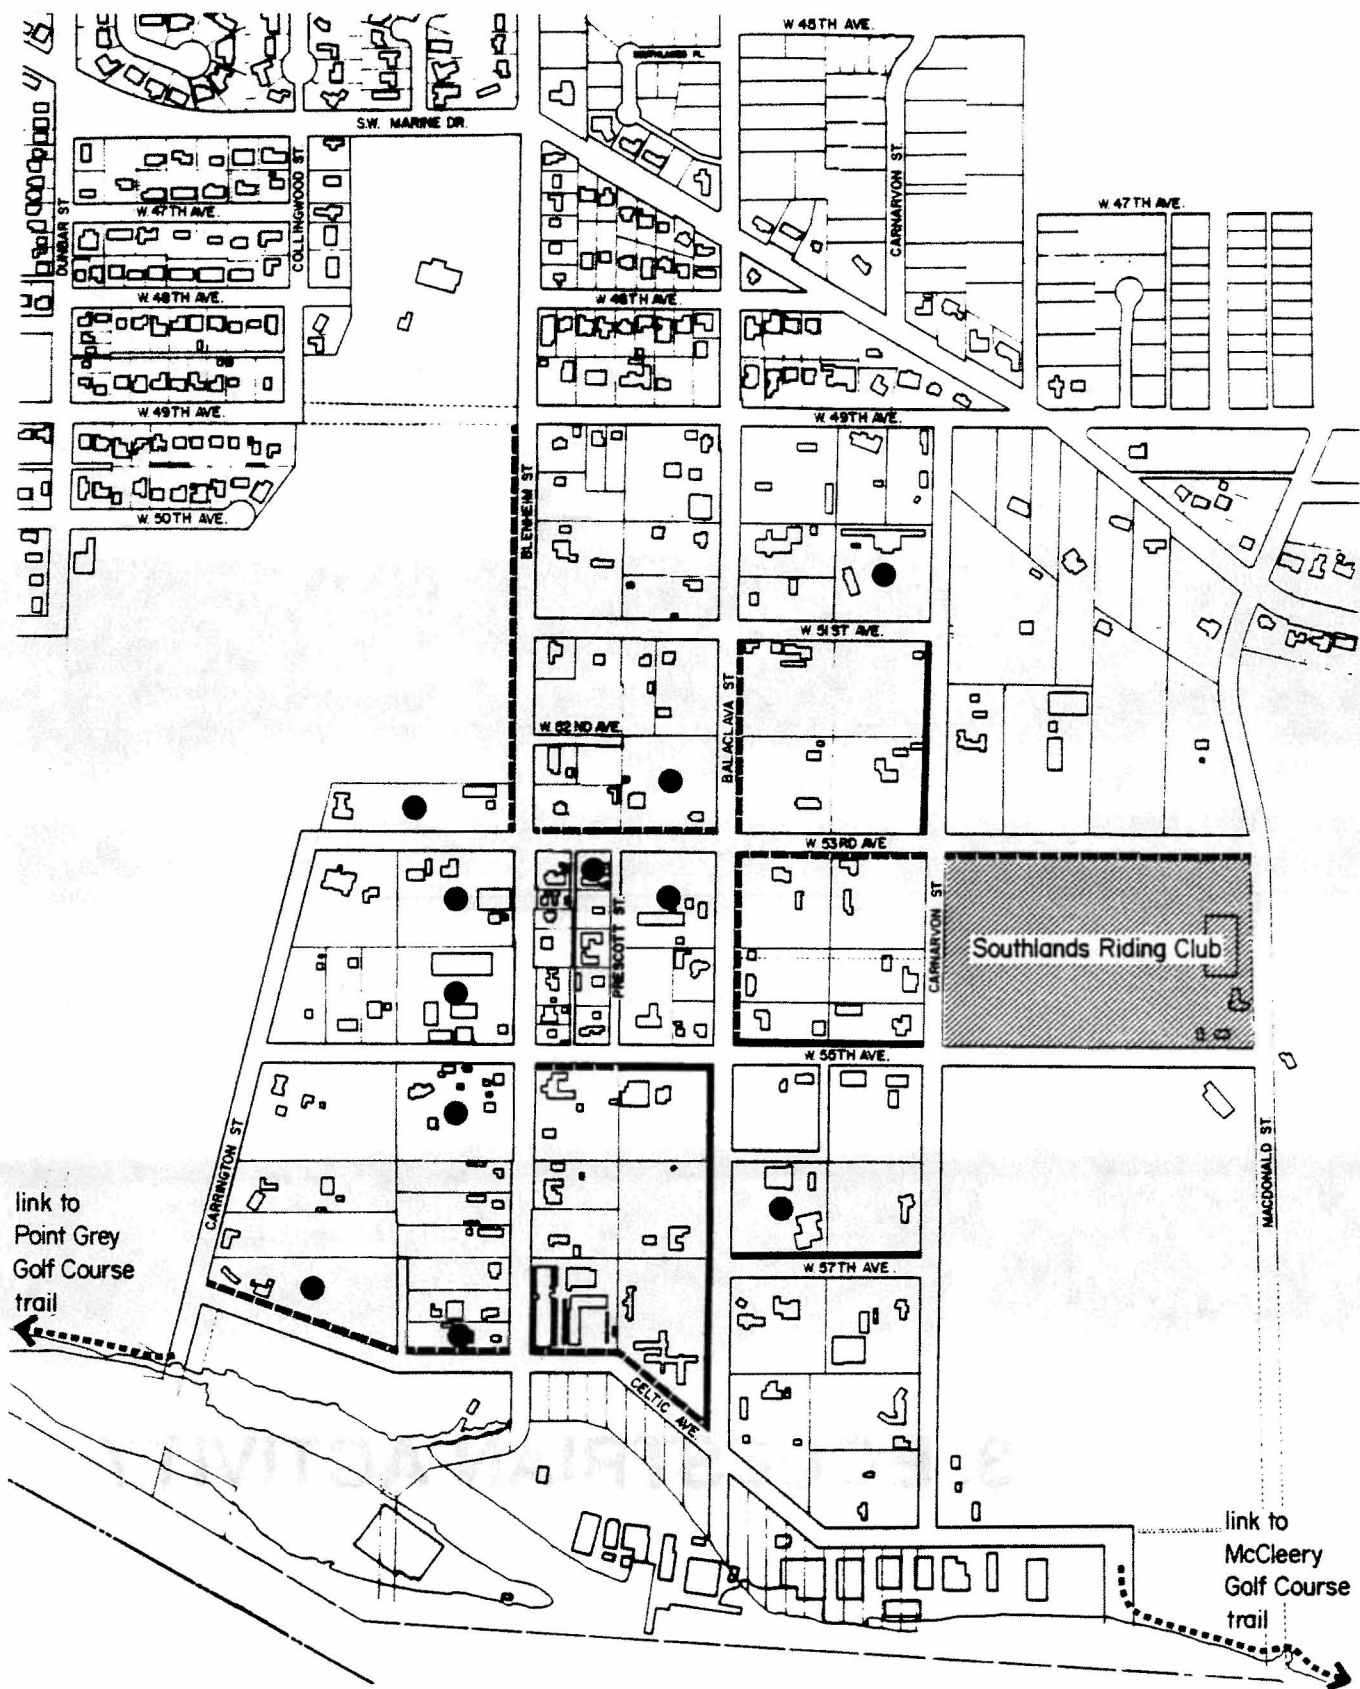 W. 48TH AVE.
S.W. MARINE DR.
COLLINGWOOD ST.
CARNARVON ST.
DUNBAR ST
W. 47TH AVE.
W. 47TH AVE.
W. 48TH AVE.
W. 48TH AVE.
W. 49TH AVE.
W. 49TH AVE.
BLENHEIM ST
W. 50TH AVE.
W. 51ST AVE.
BALACLAVA ST
W. 52ND AVE.
W. 53RD AVE
PRESCOTT ST.
CARNARVON ST
Southlands Riding Club
W. 55TH AVE.
CARRINGTON ST
MACDONALD ST.
link to
Point Grey
Golf Course
trail
W. 57TH AVE.
CELTIC AVE.
link to
McCleery
Golf Course
trail